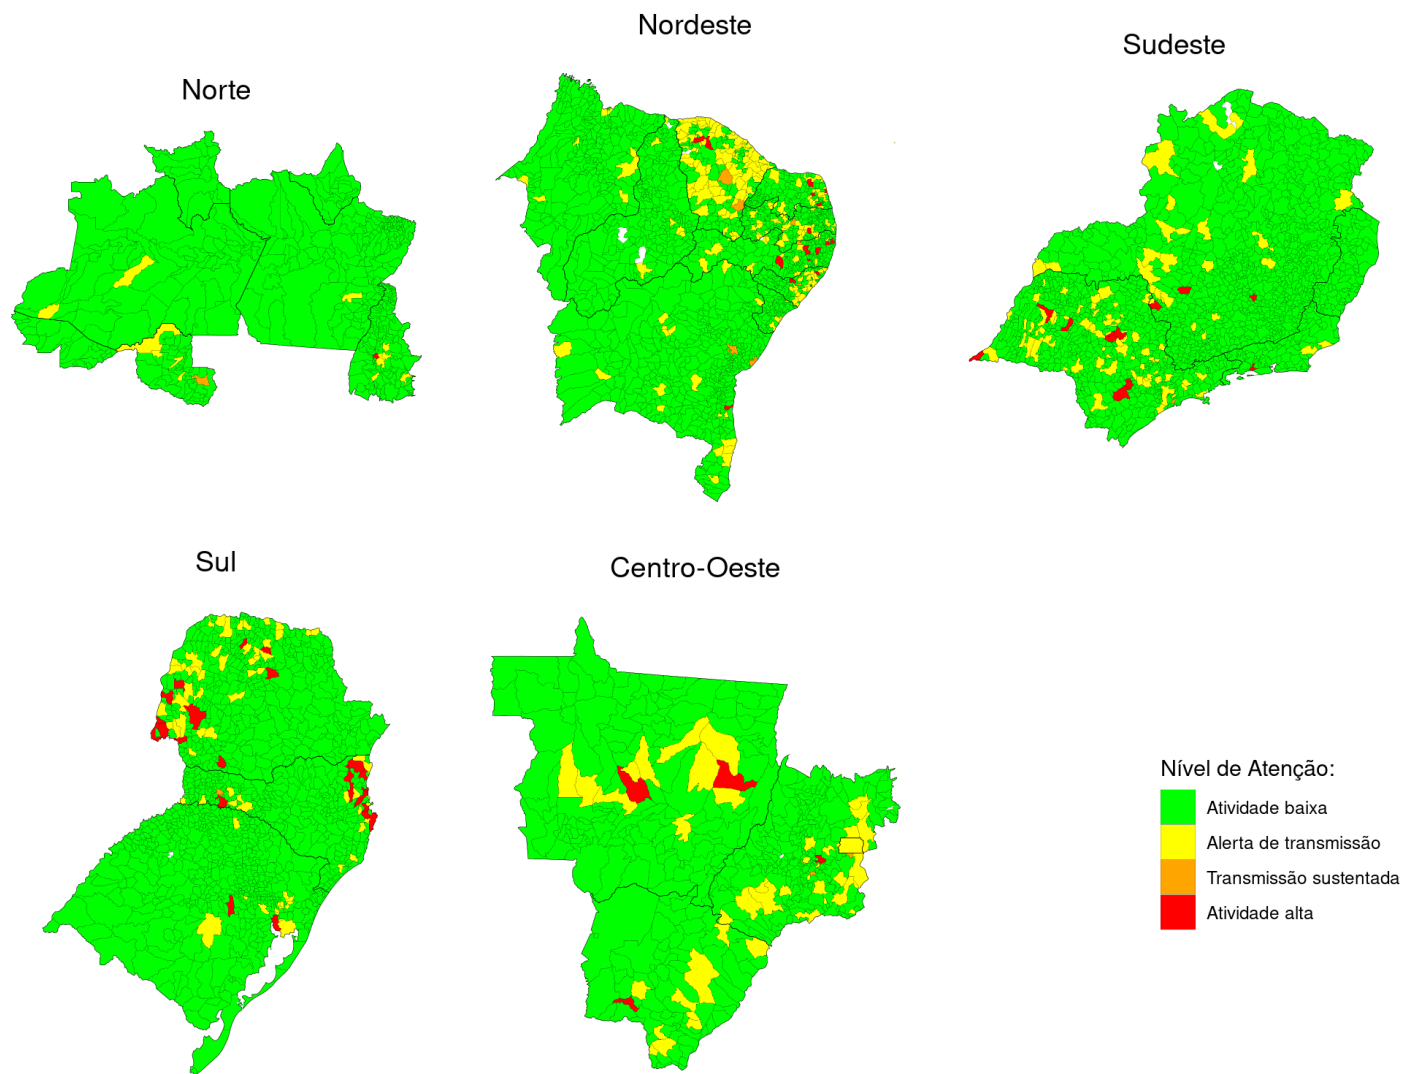 Norte
Nordeste
Sudeste
Sul
Centro-Oeste
Nível de Atenção:
Atividade baixa
Alerta de transmissão
Transmissão sustentada
Atividade alta